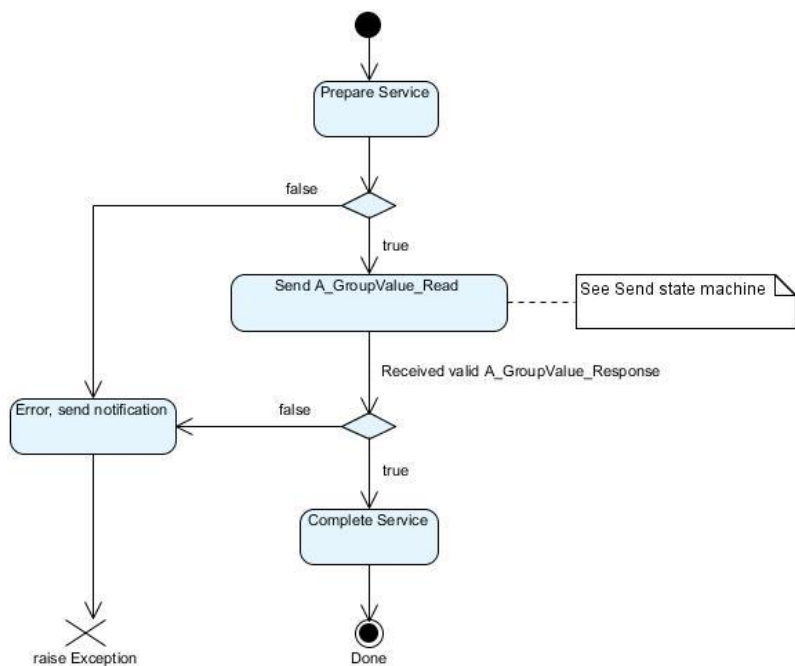 Prepare Service
false
true
Send A_GroupValue_Read
See Send state machine
Received valid A_GroupValue_Response
Error, send notification
false
true
Complete Service
raise Exception
Done